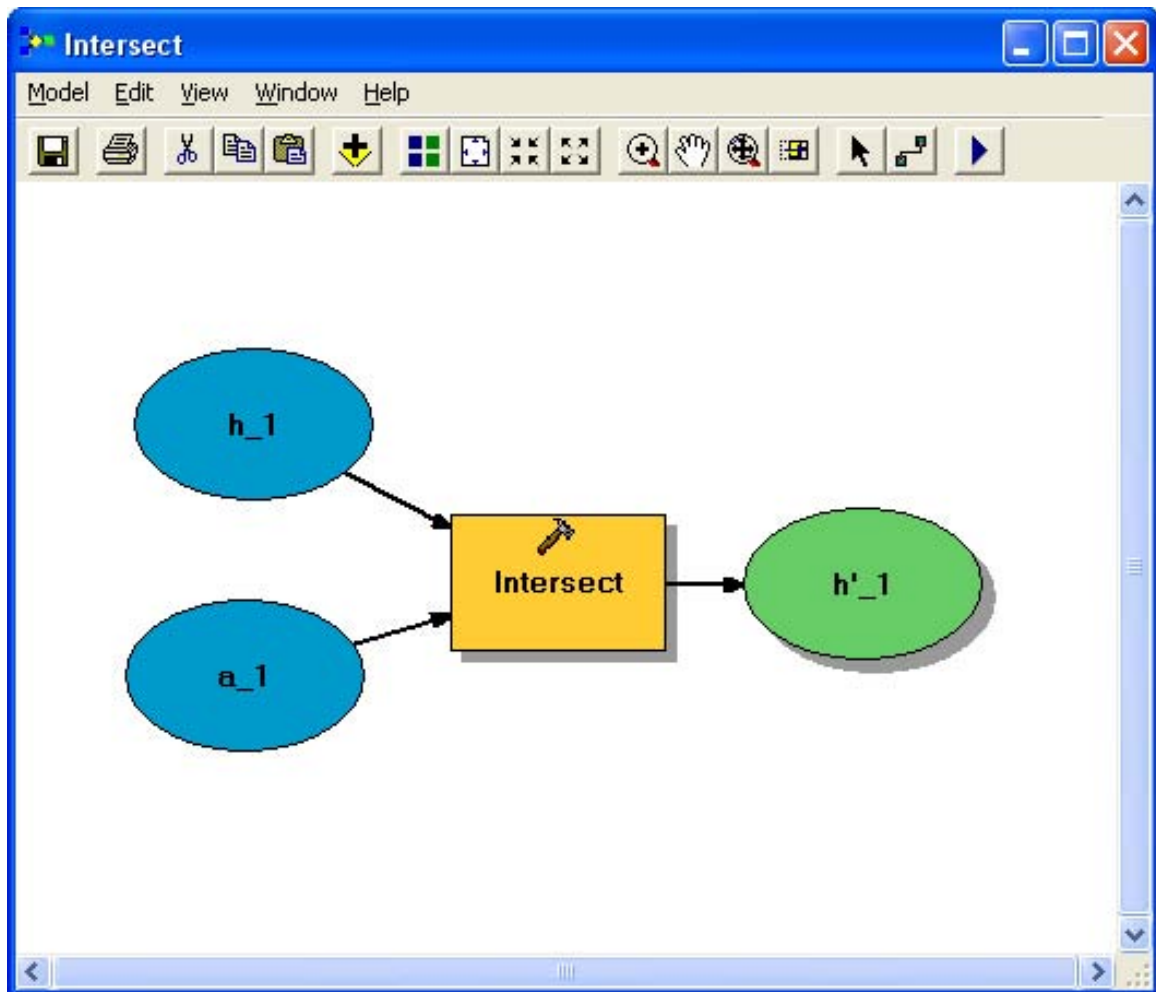 Intersect
Model Edit View Window Help
h_1
Intersect
h'_1
a_1